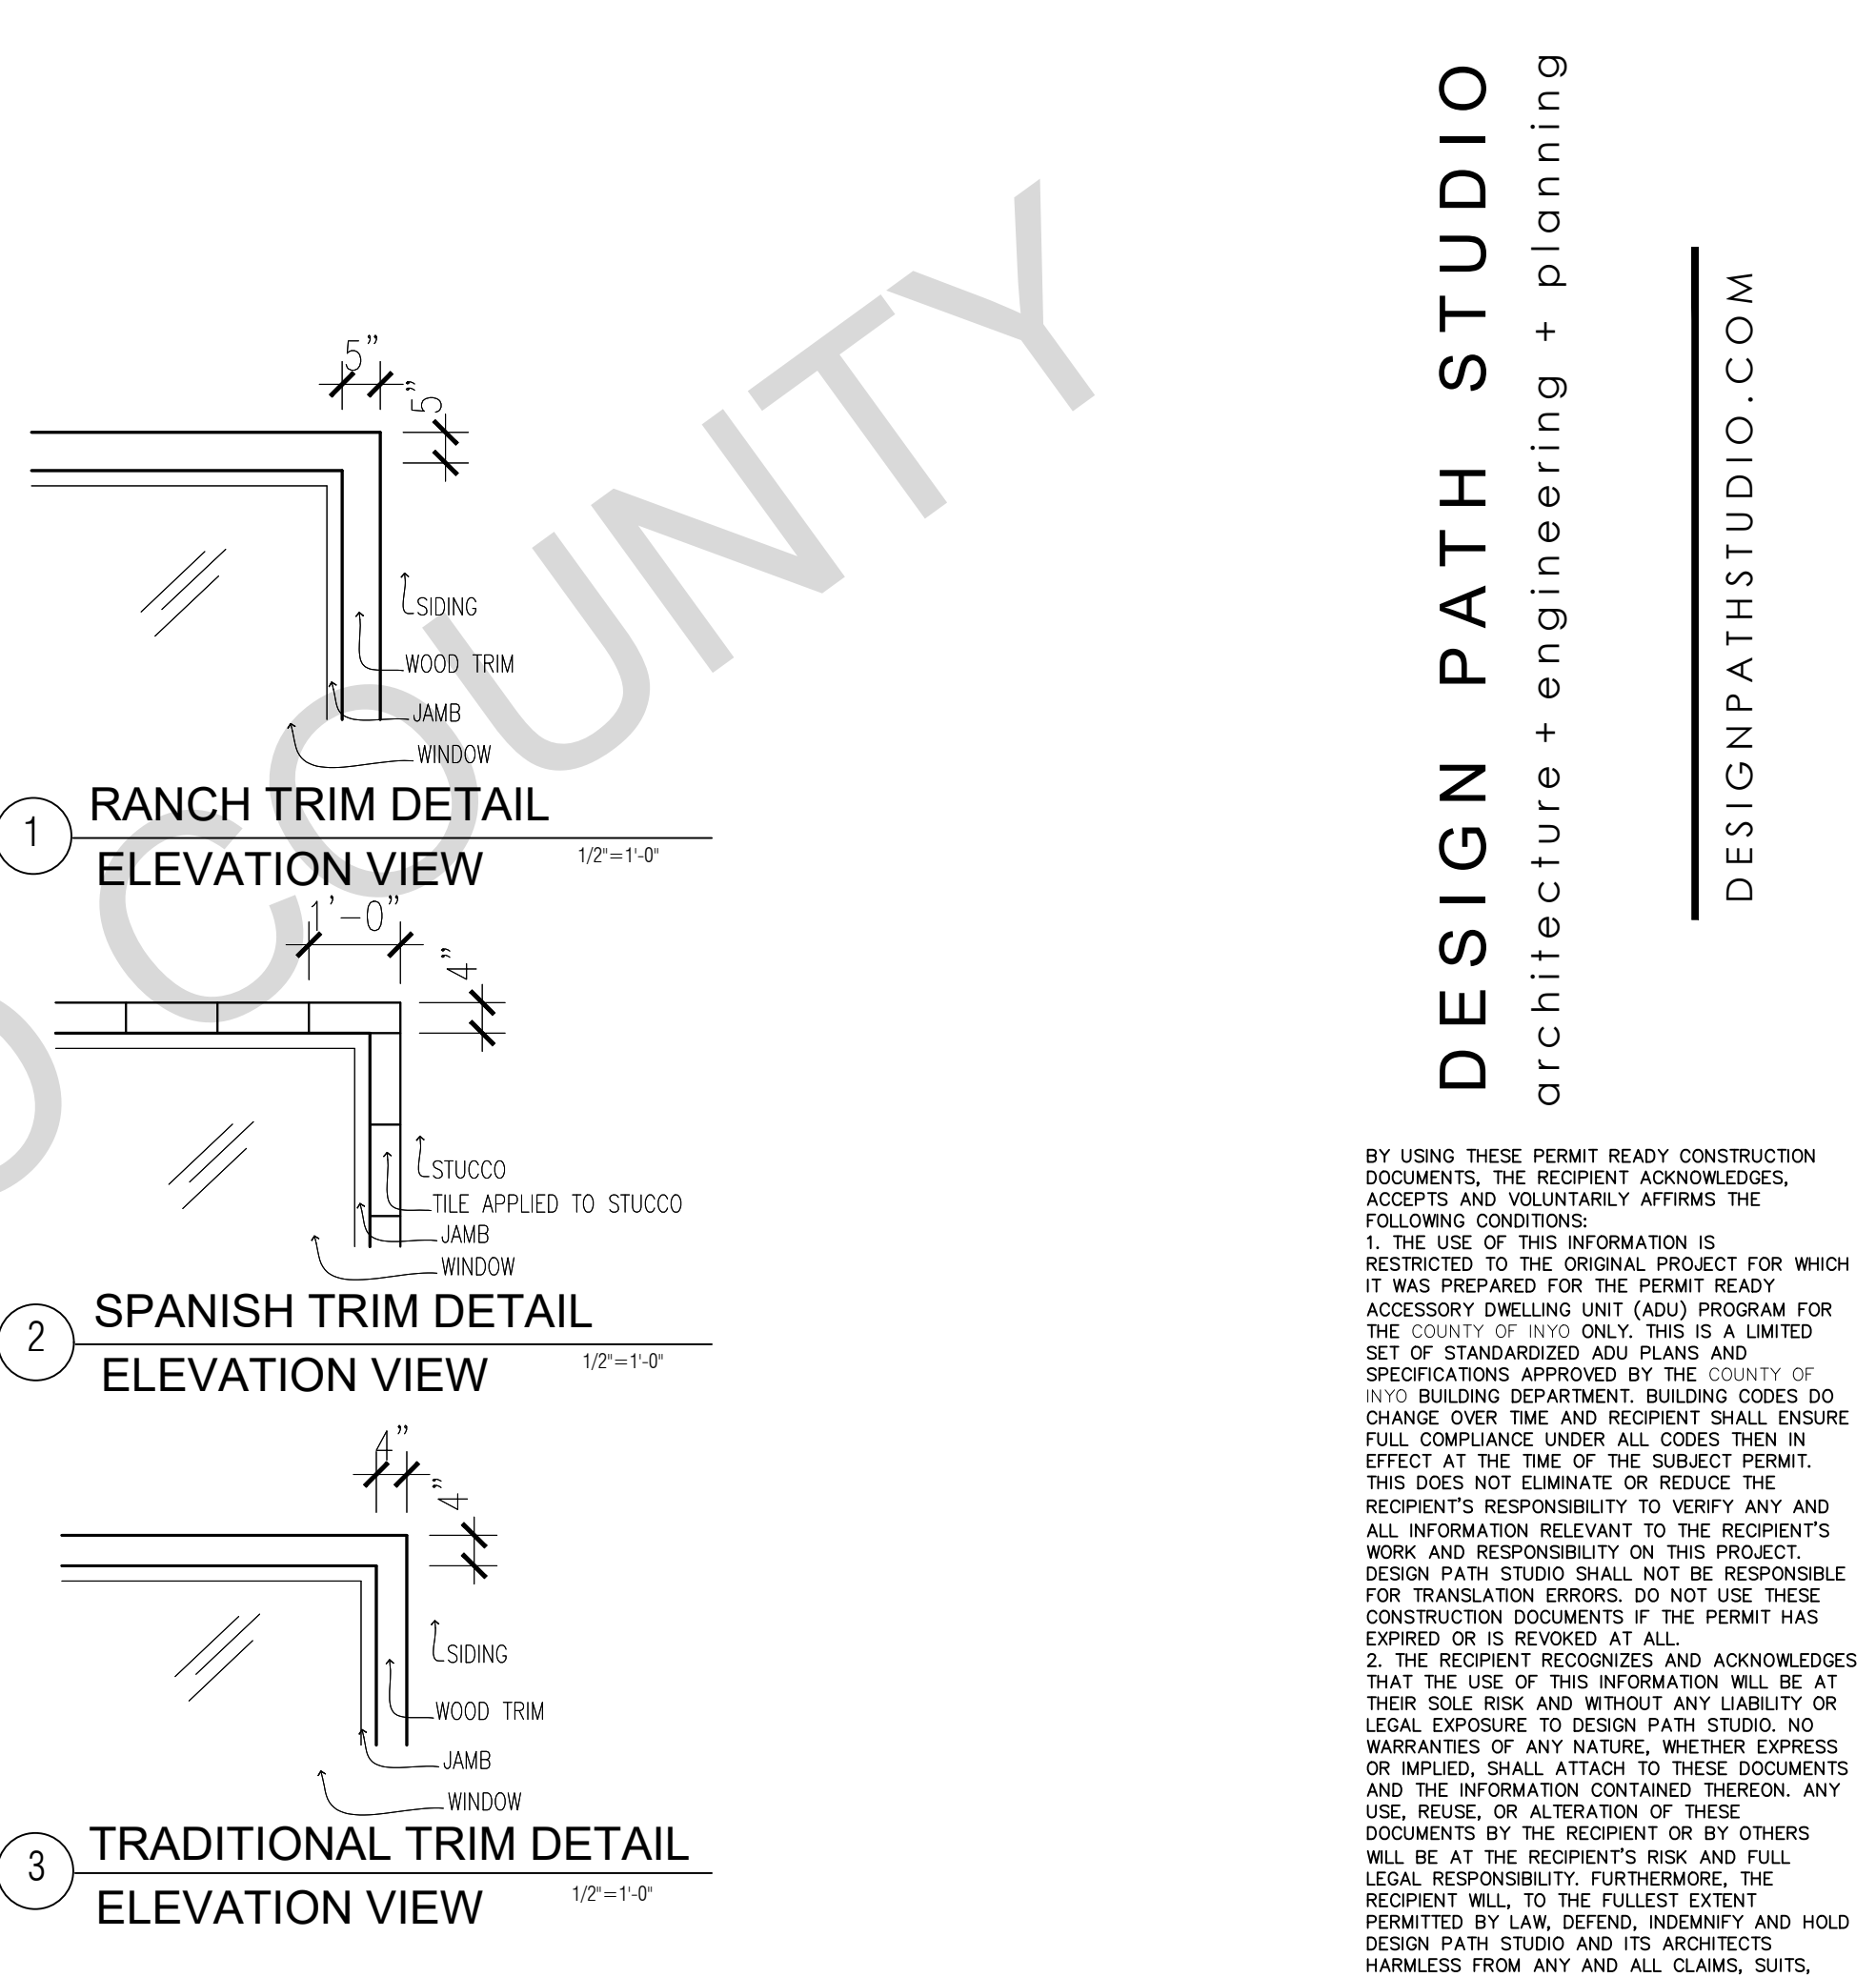 5"
5"
SIDING
WOOD TRIM
JAMB
WINDOW
1
RANCH TRIM DETAIL
ELEVATION VIEW
1/2"=1'-0"
1'-0"
4"
STUCCO
TILE APPLIED TO STUCCO
JAMB
WINDOW
2
SPANISH TRIM DETAIL
ELEVATION VIEW
1/2"=1'-0"
4"
4"
SIDING
WOOD TRIM
JAMB
WINDOW
3
TRADITIONAL TRIM DETAIL
ELEVATION VIEW
1/2"=1'-0"
COUNTY
DESIGN PATH STUDIO
architecture + engineering + planning
DESIGNPATHSTUDIO.COM
BY USING THESE PERMIT READY CONSTRUCTION
DOCUMENTS, THE RECIPIENT ACKNOWLEDGES,
ACCEPTS AND VOLUNTARILY AFFIRMS THE
FOLLOWING CONDITIONS:
1. THE USE OF THIS INFORMATION IS
RESTRICTED TO THE ORIGINAL PROJECT FOR WHICH
IT WAS PREPARED FOR THE PERMIT READY
ACCESSORY DWELLING UNIT (ADU) PROGRAM FOR
THE COUNTY OF INYO ONLY. THIS IS A LIMITED
SET OF STANDARDIZED ADU PLANS AND
SPECIFICATIONS APPROVED BY THE COUNTY OF
INYO BUILDING DEPARTMENT. BUILDING CODES DO
CHANGE OVER TIME AND RECIPIENT SHALL ENSURE
FULL COMPLIANCE UNDER ALL CODES THEN IN
EFFECT AT THE TIME OF THE SUBJECT PERMIT.
THIS DOES NOT ELIMINATE OR REDUCE THE
RECIPIENT'S RESPONSIBILITY TO VERIFY ANY AND
ALL INFORMATION RELEVANT TO THE RECIPIENT'S
WORK AND RESPONSIBILITY ON THIS PROJECT.
DESIGN PATH STUDIO SHALL NOT BE RESPONSIBLE
FOR TRANSLATION ERRORS. DO NOT USE THESE
CONSTRUCTION DOCUMENTS IF THE PERMIT HAS
EXPIRED OR IS REVOKED AT ALL.
2. THE RECIPIENT RECOGNIZES AND ACKNOWLEDGES
THAT THE USE OF THIS INFORMATION WILL BE AT
THEIR SOLE RISK AND WITHOUT ANY LIABILITY OR
LEGAL EXPOSURE TO DESIGN PATH STUDIO. NO
WARRANTIES OF ANY NATURE, WHETHER EXPRESS
OR IMPLIED, SHALL ATTACH TO THESE DOCUMENTS
AND THE INFORMATION CONTAINED THEREON. ANY
USE, REUSE, OR ALTERATION OF THESE
DOCUMENTS BY THE RECIPIENT OR BY OTHERS
WILL BE AT THE RECIPIENT'S RISK AND FULL
LEGAL RESPONSIBILITY. FURTHERMORE, THE
RECIPIENT WILL, TO THE FULLEST EXTENT
PERMITTED BY LAW, DEFEND, INDEMNIFY AND HOLD
DESIGN PATH STUDIO AND ITS ARCHITECTS
HARMLESS FROM ANY AND ALL CLAIMS, SUITS,